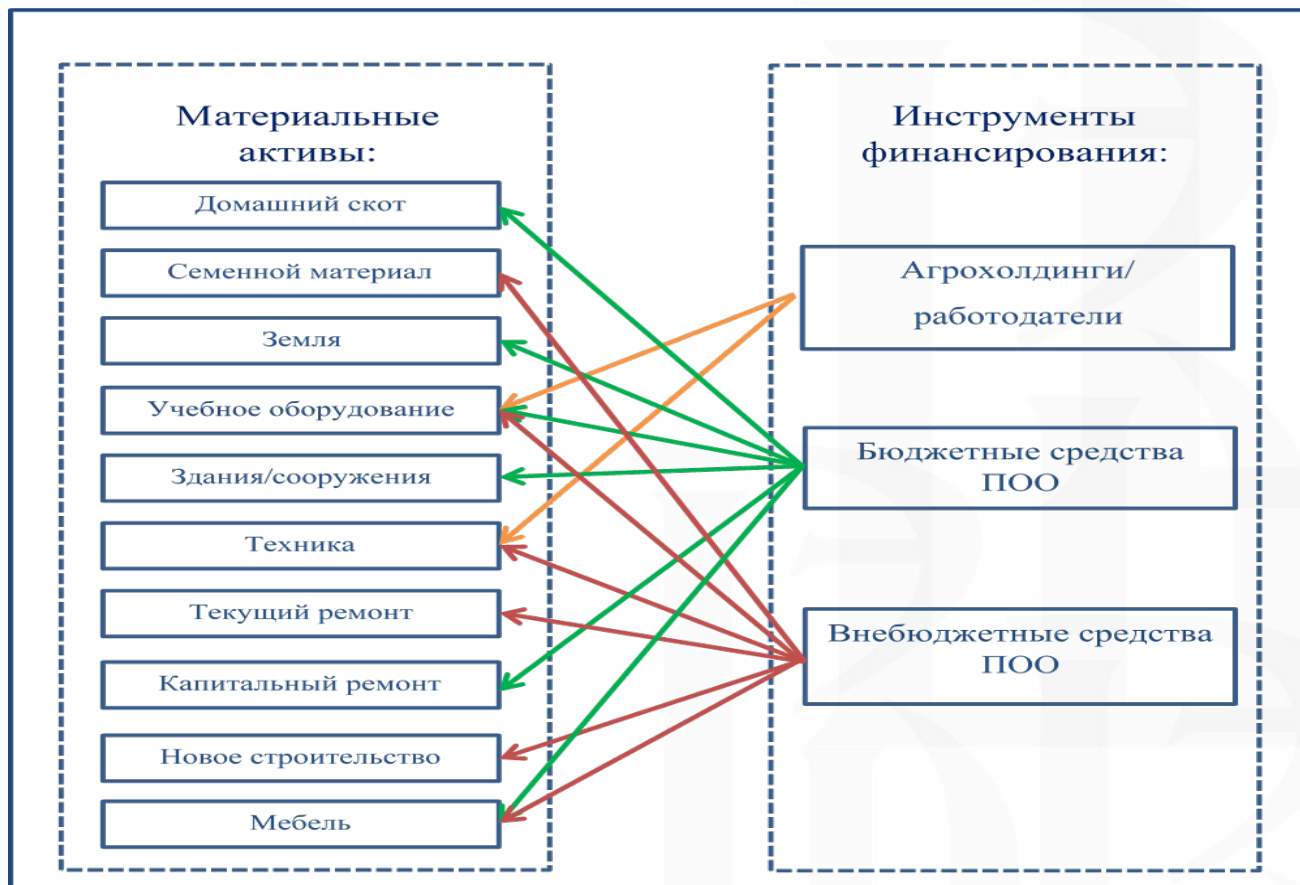 Материальные
активы:
Домашний скот
Семенной материал
Земля
Учебное оборудование
Здания/сооружения
Техника
Текущий ремонт
Капитальный ремонт
Новое строительство
Мебель
Инструменты
финансирования:
Агрохолдинги/
работодатели
Бюджетные средства
ПОО
Внебюджетные средства
ПОО